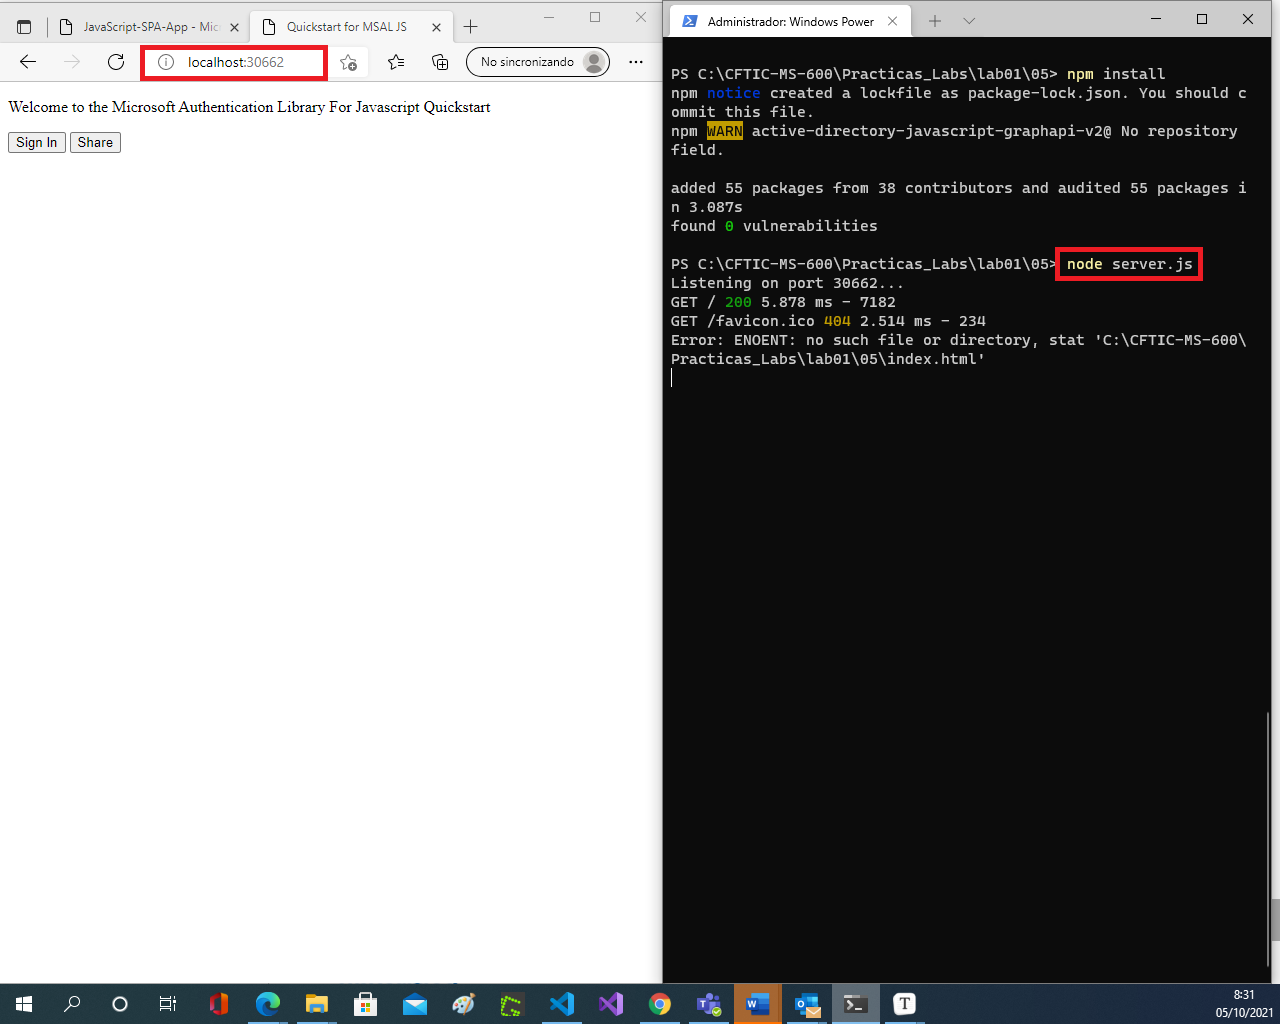 JavaScript-SPA-App - Mic
Quickstart for MSAL JS
localhost:30662
No sincronizando
Welcome to the Microsoft Authentication Library For Javascript Quickstart
Sign In
Share
Administrador: Windows Power
PS C:\CFTIC-MS-600\Practicas_Labs\lab01\05> npm install
npm notice created a lockfile as package-lock.json. You should c
ommit this file.
npm WARN active-directory-javascript-graphapi-v2@ No repository
field.
added 55 packages from 38 contributors and audited 55 packages i
n 3.087s
found 0 vulnerabilities
PS C:\CFTIC-MS-600\Practicas_Labs\lab01\05> node server.js
Listening on port 30662...
GET / 200 5.878 ms - 7182
GET /favicon.ico 404 2.514 ms - 234
Error: ENOENT: no such file or directory, stat 'C:\CFTIC-MS-600\
Practicas_Labs\lab01\05\index.html'
8:31
05/10/2021